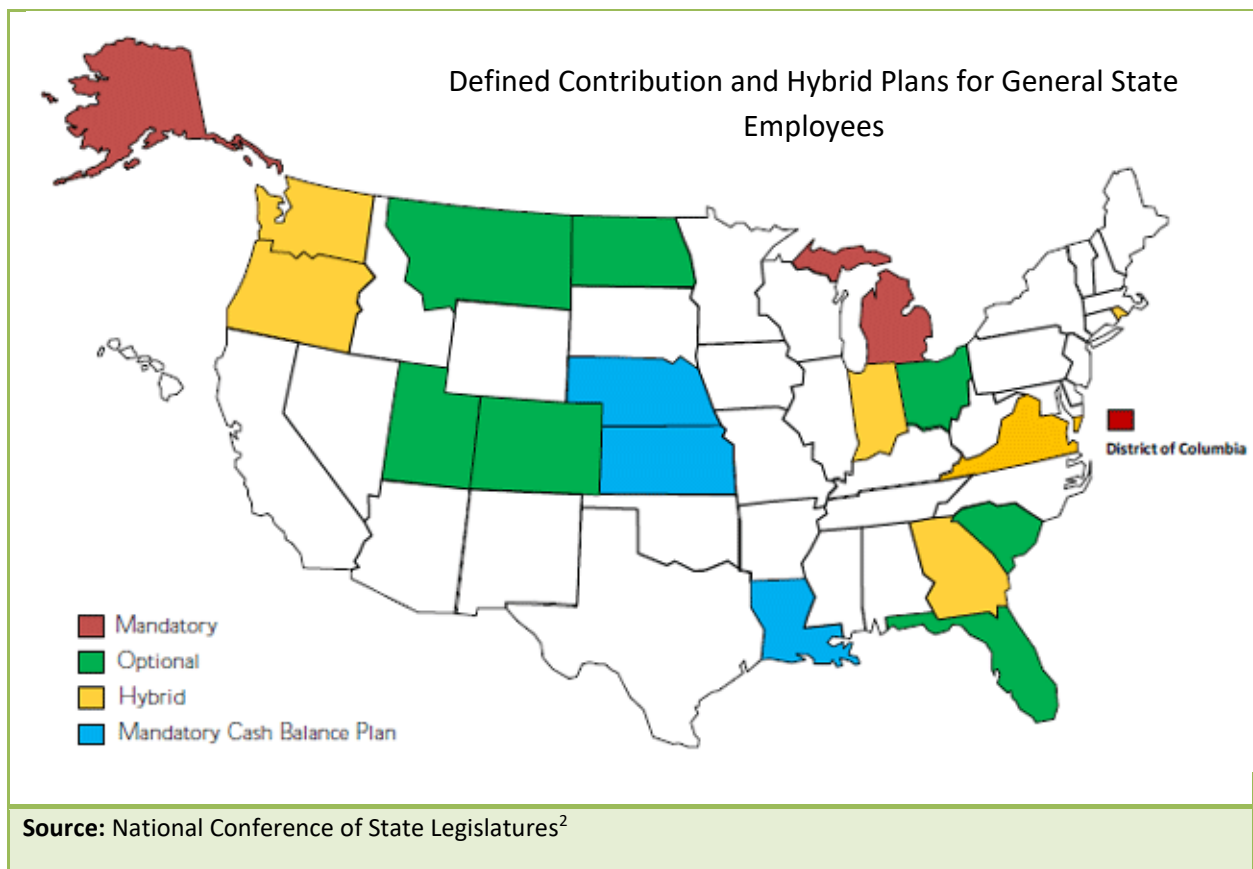 Defined Contribution and Hybrid Plans for General State
Employees
District of Columbia
Mandatory
Optional
Hybrid
Mandatory Cash Balance Plan
Source: National Conference of State Legislatures²